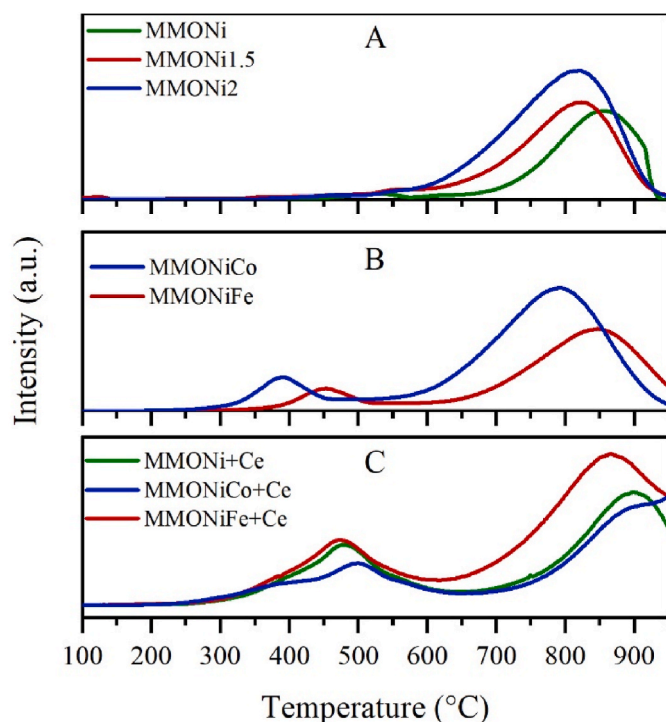 A
MMONi
MMONi1.5
MMONi2
B
MMONiCo
MMONiFe
C
MMONi+Ce
MMONiCo+Ce
MMONiFe+Ce
Intensity (a.u.)
100 200 300 400 500 600 700 800 900
Temperature (°C)